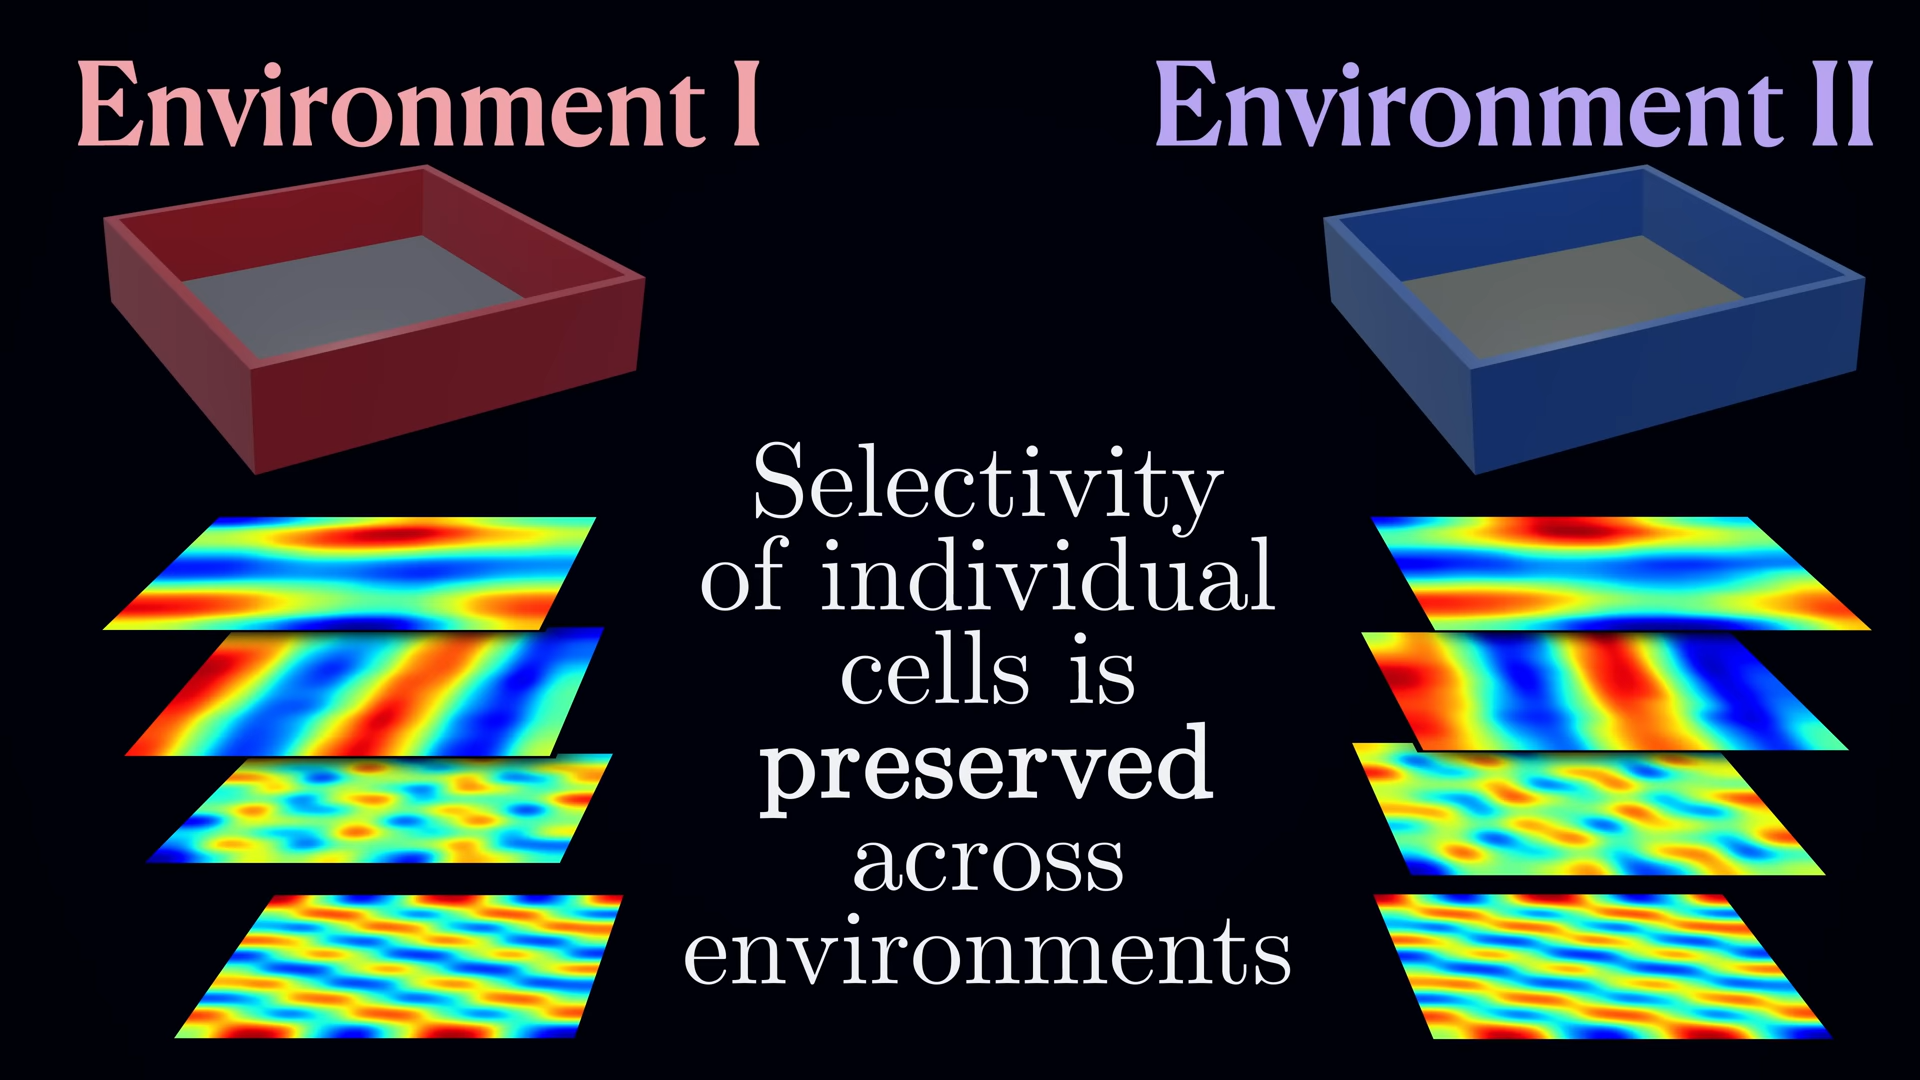 Environment I
Environment II
Selectivity
of individual
cells is
preserved
across
environments